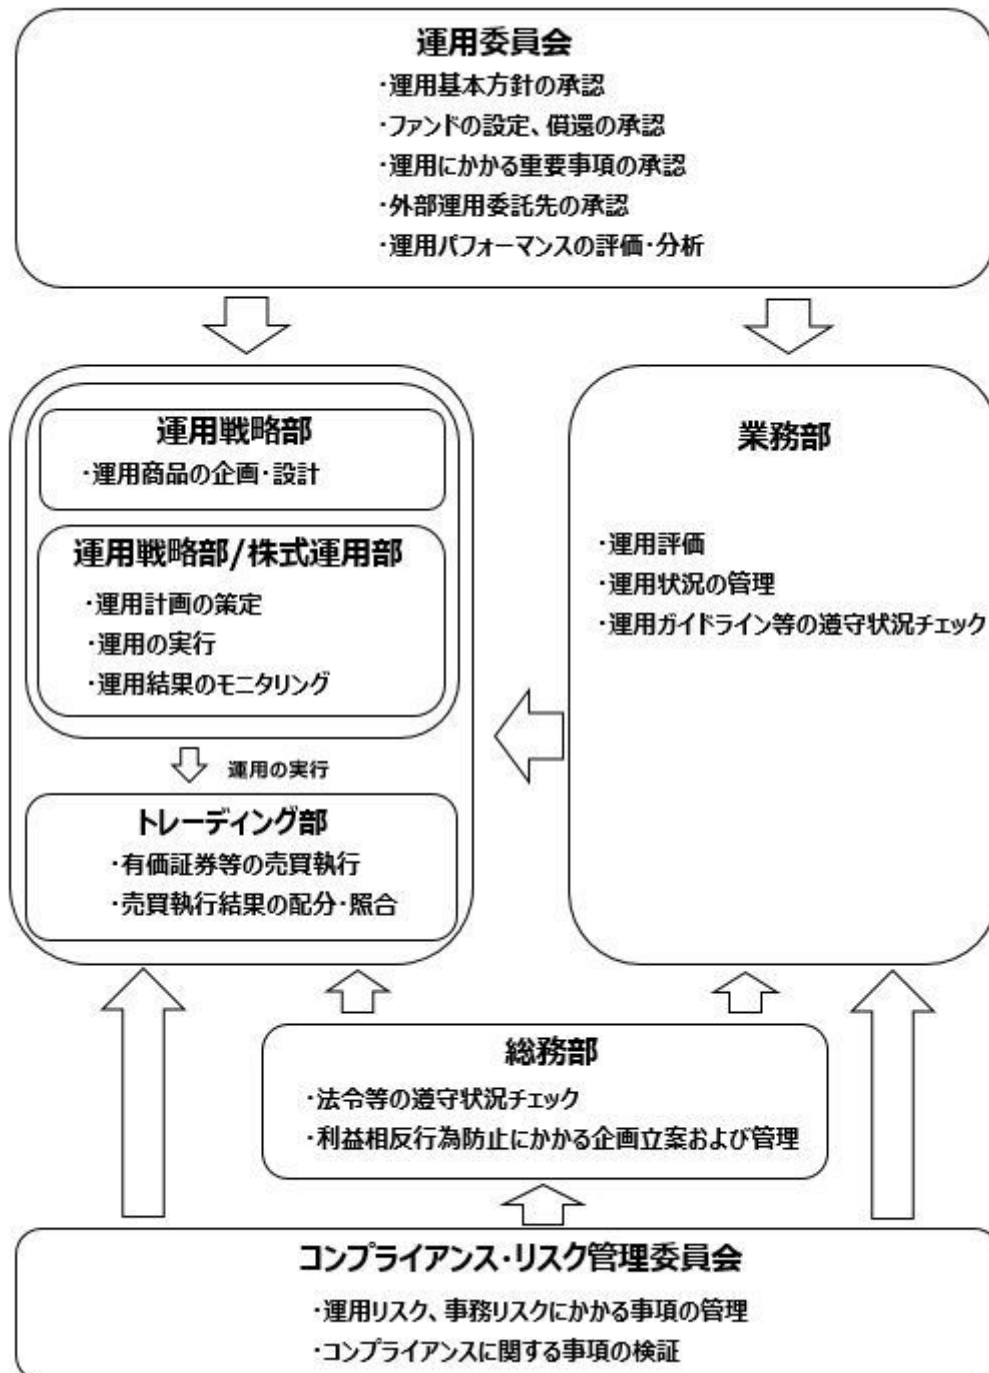 運用委員会
・運用基本方針の承認
・ファンドの設定、償還の承認
・運用にかかる重要事項の承認
・外部運用委託先の承認
・運用パフォーマンスの評価・分析
運用戦略部
・運用商品の企画・設計
運用戦略部/株式運用部
・運用計画の策定
・運用の実行
・運用結果のモニタリング
運用の実行
トレーディング部
・有価証券等の売買執行
・売買執行結果の配分・照合
業務部
・運用評価
・運用状況の管理
・運用ガイドライン等の遵守状況チェック
総務部
・法令等の遵守状況チェック
・利益相反行為防止にかかる企画立案および管理
コンプライアンス・リスク管理委員会
・運用リスク、事務リスクにかかる事項の管理
・コンプライアンスに関する事項の検証